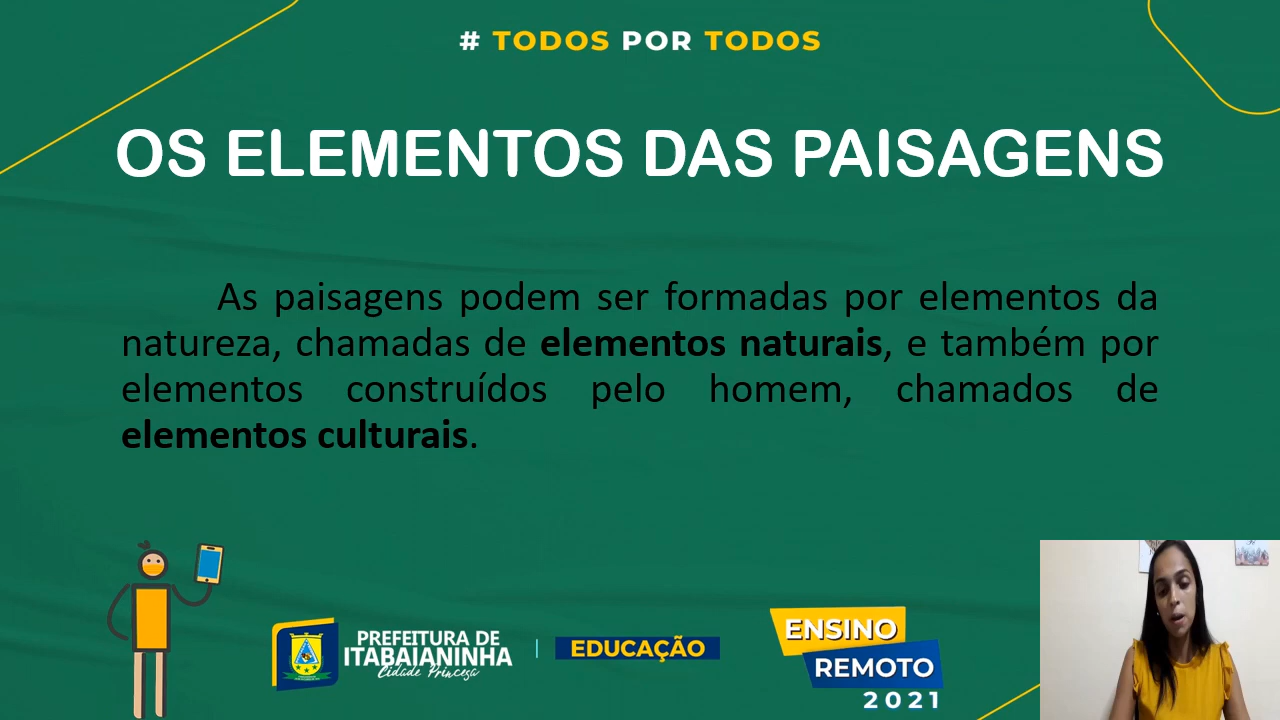 # TODOS POR TODOS
OS ELEMENTOS DAS PAISAGENS
As paisagens podem ser formadas por elementos da
natureza, chamadas de elementos naturais, e também por
elementos construídos pelo homem, chamados de
elementos culturais.
PREFEITURA DE
ITABAIANINHA
Cidade Princesa
EDUCAÇÃO
ENSINO
REMOTO
2021